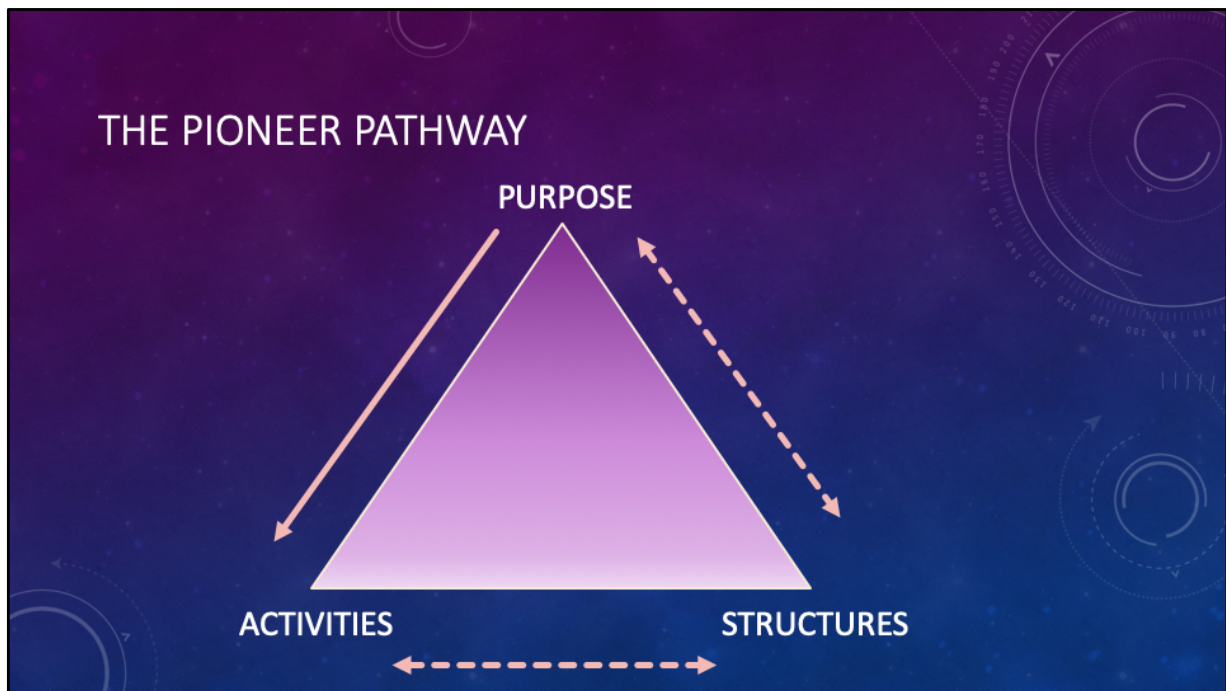 THE PIONEER PATHWAY
PURPOSE
ACTIVITIES
STRUCTURES